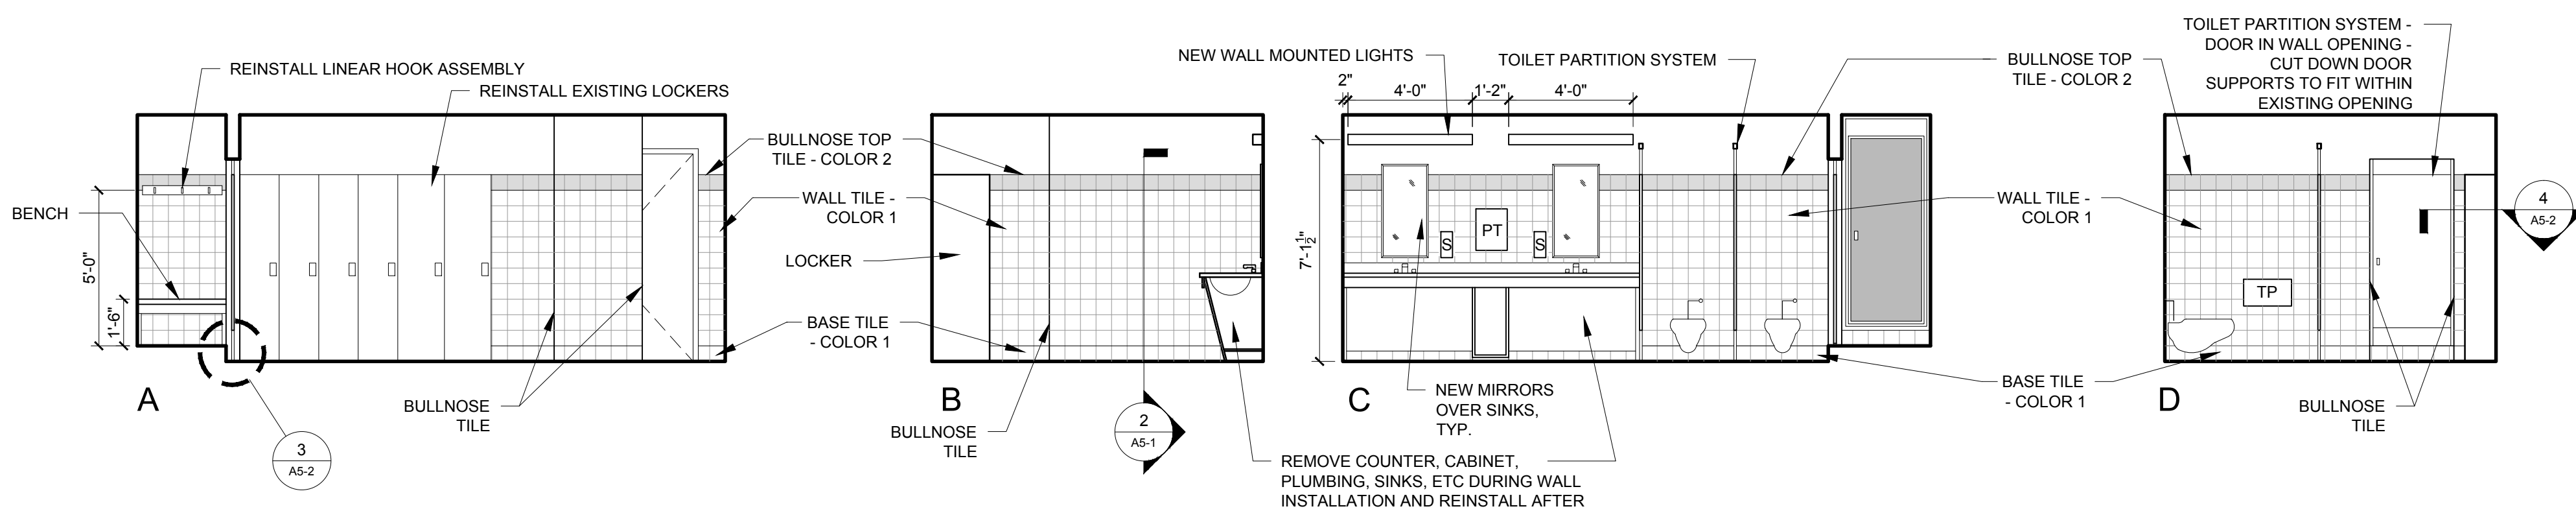 REINSTALL LINEAR HOOK ASSEMBLY
REINSTALL EXISTING LOCKERS
BENCH
5'-0"
1'-6"
A
3
A5-2
BULLNOSE
TILE
BULLNOSE TOP
TILE - COLOR 2
WALL TILE -
COLOR 1
LOCKER
BASE TILE
- COLOR 1
B
BULLNOSE
TILE
2
A5-1
NEW WALL MOUNTED LIGHTS
TOILET PARTITION SYSTEM
2"
4'-0"
1'-2"
4'-0"
7'-1 1/2"
S
PT
S
C
NEW MIRRORS
OVER SINKS,
TYP.
REMOVE COUNTER, CABINET,
PLUMBING, SINKS, ETC DURING WALL
INSTALLATION AND REINSTALL AFTER
BULLNOSE TOP
TILE - COLOR 2
WALL TILE -
COLOR 1
BASE TILE
- COLOR 1
TOILET PARTITION SYSTEM -
DOOR IN WALL OPENING -
CUT DOWN DOOR
SUPPORTS TO FIT WITHIN
EXISTING OPENING
TP
D
BULLNOSE
TILE
4
A5-2